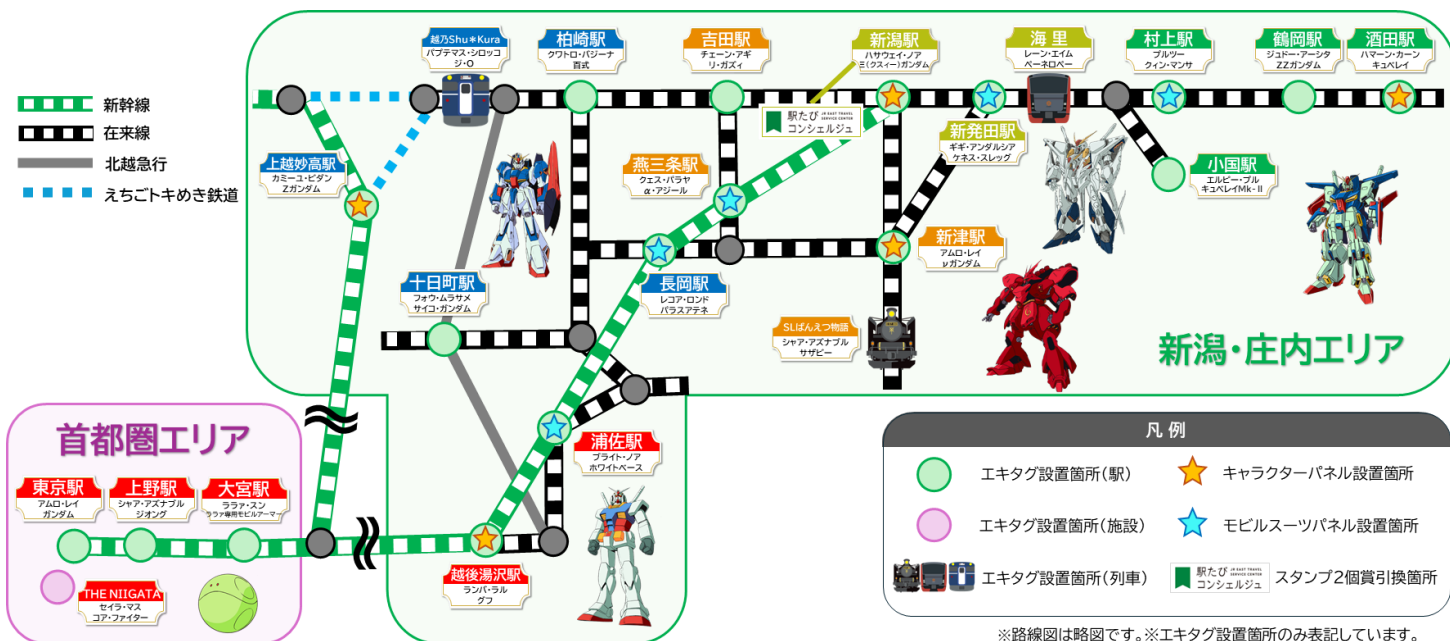 新幹線
在来線
北越急行
えちごトキめき鉄道
越乃Shu＊Kura
パプテマス・シロッコ
ジ・O
柏崎駅
クワトロ・バジーナ
百式
吉田駅
チェーン・アギ
リ・ガズィ
新潟駅
ハサウェイ・ノア
Ξ(クスィー)ガンダム
海里
レーン・エイム
ペーネロペー
村上駅
プルツー
クィン・マンサ
鶴岡駅
ジュドー・アーシタ
ZZガンダム
酒田駅
ハマーン・カーン
キュベレイ
駅たび
コンシェルジュ
JR EAST TRAVEL
SERVICE CENTER
上越妙高駅
カミーユ・ビダン
Zガンダム
燕三条駅
クェス・パラヤ
α・アジール
新発田駅
ギギ・アンダルシア
ケネス・スレッグ
小国駅
エルピー・プル
キュベレイMk-Ⅱ
新津駅
アムロ・レイ
νガンダム
十日町駅
フォウ・ムラサメ
サイコ・ガンダム
長岡駅
レコア・ロンド
パラスアテネ
SLばんえつ物語
シャア・アズナブル
サザビー
新潟・庄内エリア
首都圏エリア
東京駅
アムロ・レイ
ガンダム
上野駅
シャア・アズナブル
ジオング
大宮駅
ララァ・スン
ララァ専用モビルアーマー
THE NIIGATA
セイラ・マス
コア・ファイター
浦佐駅
ブライト・ノア
ホワイトベース
越後湯沢駅
ランバ・ラル
グフ
凡例
エキタグ設置箇所(駅)
キャラクターパネル設置箇所
エキタグ設置箇所(施設)
モビルスーツパネル設置箇所
エキタグ設置箇所(列車)
駅たび
コンシェルジュ
JR EAST TRAVEL
SERVICE CENTER
スタンプ2個賞引換箇所
※路線図は略図です。※エキタグ設置箇所のみ表記しています。